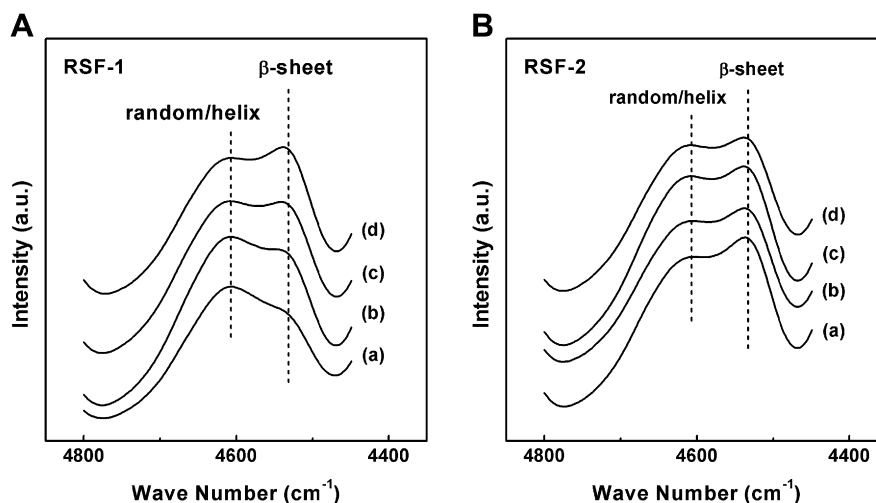 A
RSF-1
β-sheet
random/helix
(d)
(c)
(b)
(a)
Intensity (a.u.)
4800
4600
4400
Wave Number (cm⁻¹)
B
RSF-2
β-sheet
random/helix
(d)
(c)
(b)
(a)
Intensity (a.u.)
4800
4600
4400
Wave Number (cm⁻¹)